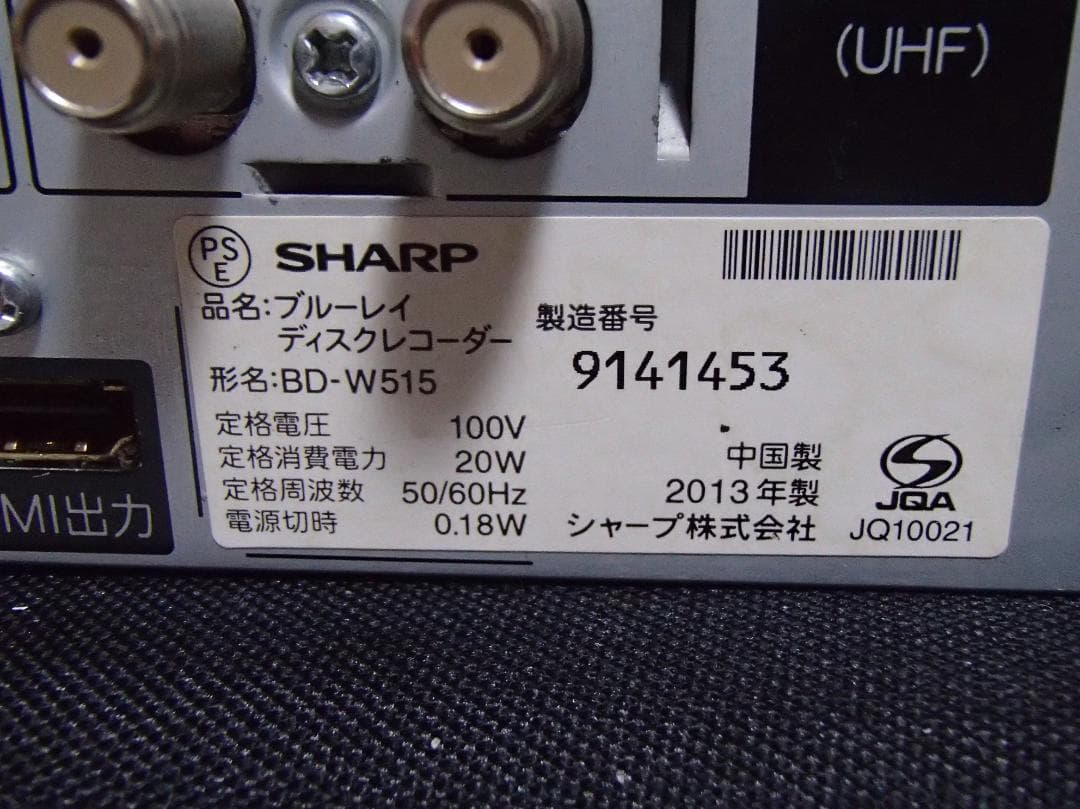 (UHF)
PS
E
SHARP
品名:ブルーレイ
ディスクレコーダー
形名:BD-W515
製造番号
9141453
定格電圧 100V
定格消費電力 20W
定格周波数 50/60Hz
電源切時 0.18W
中国製
2013年製
シャープ株式会社
JQA
JQ10021
MI出力